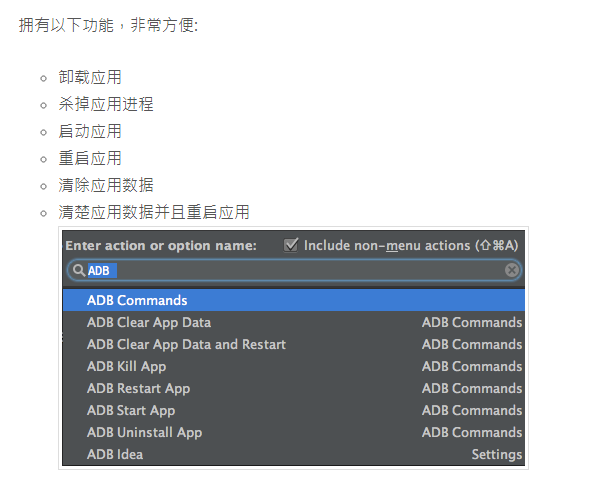 拥有以下功能，非常方便:
卸载应用
杀掉应用进程
启动应用
重启应用
清除应用数据
清楚应用数据并且重启应用
Enter action or option name: Include non-menu actions (⇧⌘A)
ADB
ADB Commands
ADB Clear App Data ADB Commands
ADB Clear App Data and Restart ADB Commands
ADB Kill App ADB Commands
ADB Restart App ADB Commands
ADB Start App ADB Commands
ADB Uninstall App ADB Commands
ADB Idea Settings